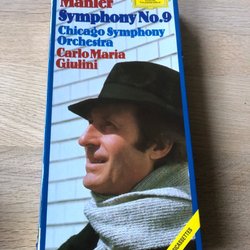 Mahler
Symphony No.9
Chicago Symphony
Orchestra
Carlo Maria
Giulini